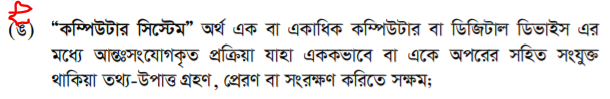 (ঙ) “কম্পিউটার সিস্টেম” অর্থ এক বা একাধিক কম্পিউটার বা ডিজিটাল ডিভাইস এর
মধ্যে আন্তঃসংযোগকৃত প্রক্রিয়া যাহা এককভাবে বা একে অপরের সহিত সংযুক্ত
থাকিয়া তথ্য-উপাত্ত গ্রহণ, প্রেরণ বা সংরক্ষণ করিতে সক্ষম;